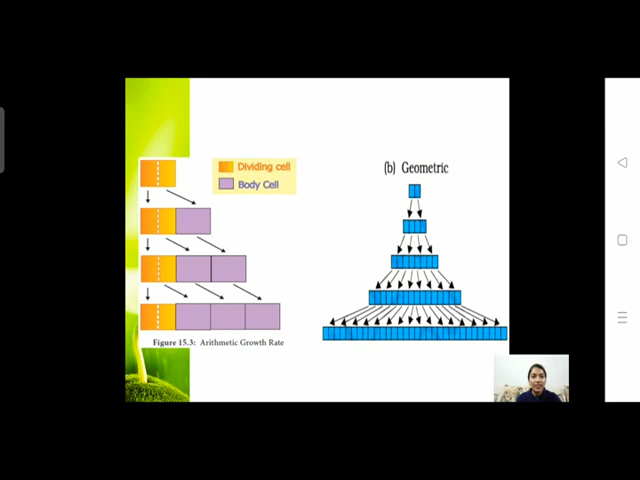 Dividing cell
Body Cell
(b) Geometric
Figure 15.3: Arithmetic Growth Rate